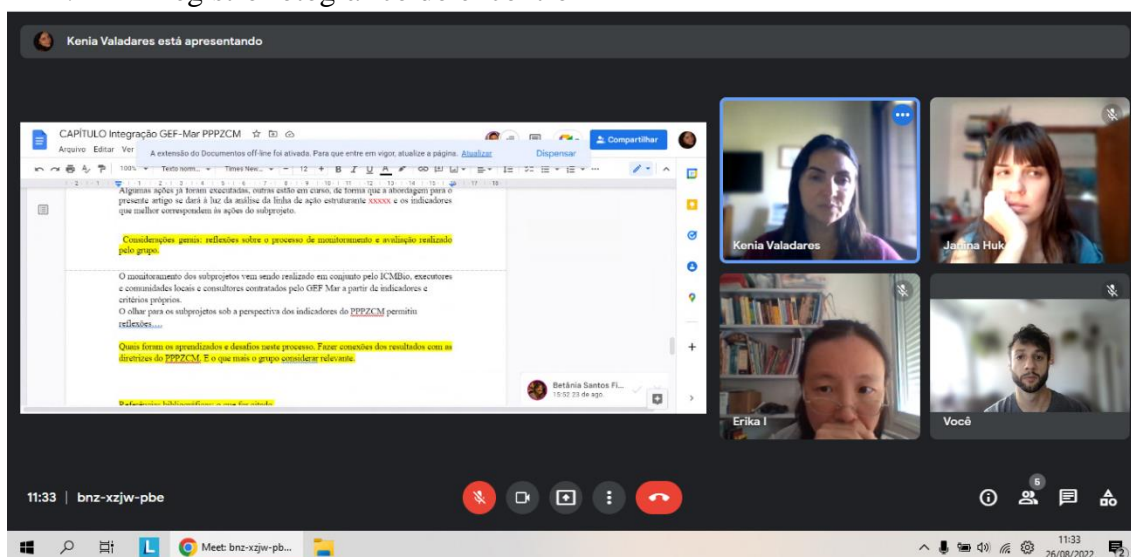 Kenia Valadares está apresentando
CAPÍTULO Integração GEF-Mar PPPZCM
Arquivo Editar Ver
A extensão do Documentos off-line foi ativada. Para que entre em vigor, atualize a página. Atualizar Dispensar
Compartilhar
100% Texto norm... Times New... 12
Algumas ações já foram executadas, outras estão em curso, de forma que a abordagem para o
presente artigo se dará à luz da análise da linha de ação estruturante xxxxx e os indicadores
que melhor correspondem às ações do subprojeto.
Considerações gerais: reflexões sobre o processo de monitoramento e avaliação realizado
pelo grupo.
O monitoramento dos subprojetos vem sendo realizado em conjunto pelo ICMBio, executores
e comunidades locais e consultores contratados pelo GEF Mar a partir de indicadores e
critérios próprios.
O olhar para os subprojetos sob a perspectiva dos indicadores do PPPZCM permitiu
reflexões....
Quais foram os aprendizados e desafios neste processo. Fazer conexões dos resultados com as
diretrizes do PPPZCM. E o que mais o grupo considerar relevante.
Referências bibliográficas: o que for citado
Betânia Santos Fi...
15:52 23 de ago.
Kenia Valadares
Janina Huk
Erika I
Você
11:33 | bnz-xzjw-pbe
5
L
Meet: bnz-xzjw-pb...
11:33
26/08/2022
2